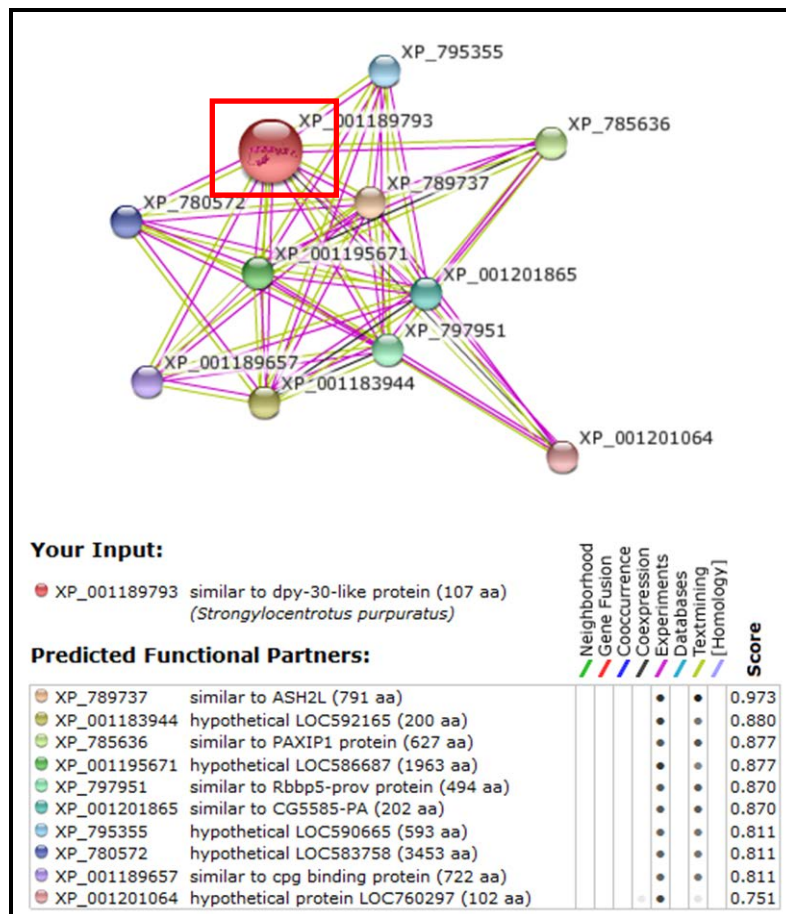 XP_795355
XP_001189793
XP_785636
XP_789737
XP_780572
XP_001195671
XP_001201865
XP_797951
XP_001189657
XP_001183944
XP_001201064
Your Input:
XP_001189793 similar to dpy-30-like protein (107 aa)
(Strongylocentrotus purpuratus)
Neighborhood
Gene Fusion
Cooccurrence
Coexpression
Experiments
Databases
Textmining
[Homology]
Score
Predicted Functional Partners:
XP_789737 similar to ASH2L (791 aa) 0.973
XP_001183944 hypothetical LOC592165 (200 aa) 0.880
XP_785636 similar to PAXIP1 protein (627 aa) 0.877
XP_001195671 hypothetical LOC586687 (1963 aa) 0.877
XP_797951 similar to Rbbp5-prov protein (494 aa) 0.870
XP_001201865 similar to CG5585-PA (202 aa) 0.870
XP_795355 hypothetical LOC590665 (593 aa) 0.811
XP_780572 hypothetical LOC583758 (3453 aa) 0.811
XP_001189657 similar to cpg binding protein (722 aa) 0.811
XP_001201064 hypothetical protein LOC760297 (102 aa) 0.751